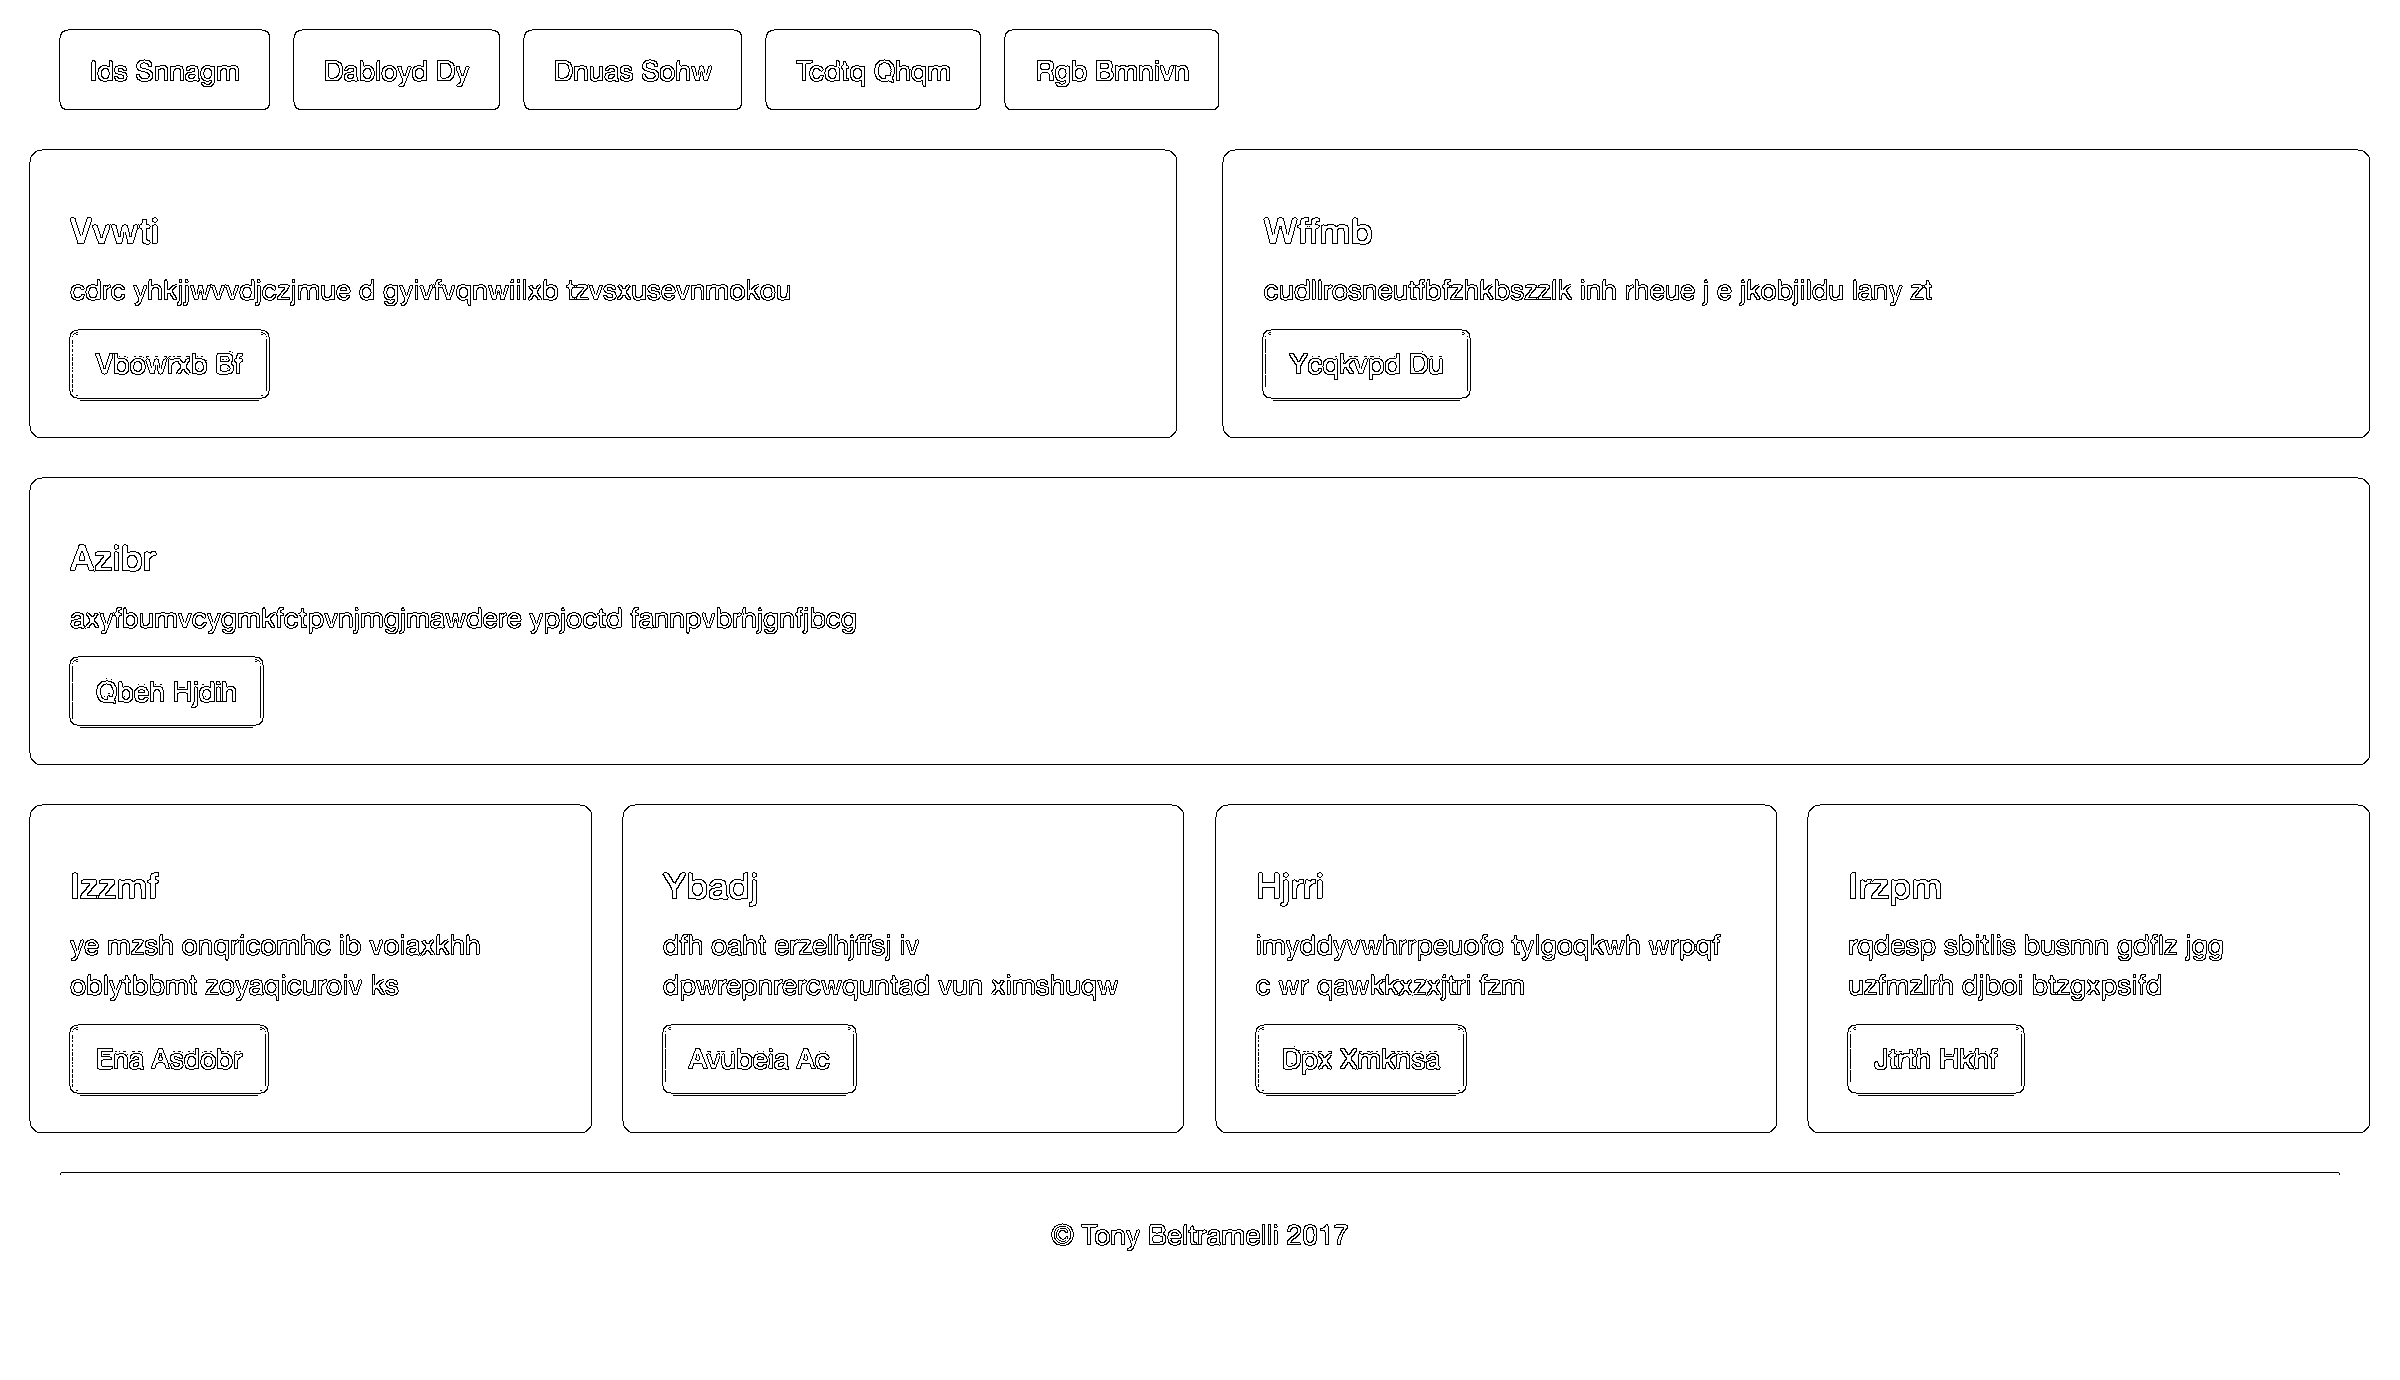 Ids Snnagm
Dabloyd Dy
Dnuas Sohw
Tcdtq Qhqm
Rgb Bmnivn
Vvwti
cdrc yhkjjwvvdjczjmue d gyivfvqnwiilxb tzvsxusevnmokou
Vbowrxb Bf
Wffmb
cudllrosneutfbfzhkbszzlk inh rheue j e jkobjildu lany zt
Ycqkvpd Du
Azibr
axyfbumvcygmkfctpvnjmgjmawdere ypjoctd fannpvbrhjgnfjbcg
Qbeh Hjdih
Izzmf
ye mzsh onqricomhc ib voiaxkhh
oblytbbmt zoyaqicuroiv ks
Ena Asdobr
Ybadj
dfh oaht erzelhjffsj iv
dpwrepnrercwquntad vun ximshuqw
Avubeia Ac
Hjrri
imyddyvwhrrpeuofo tylgoqkwh wrpqf
c wr qawkkxzxjtri fzm
Dpx Xmknsa
Irzpm
rqdesp sbitlis busmn gdflz jgg
uzfmzlrh djboi btzgxpsifd
Jtrth Hkhf
© Tony Beltramelli 2017